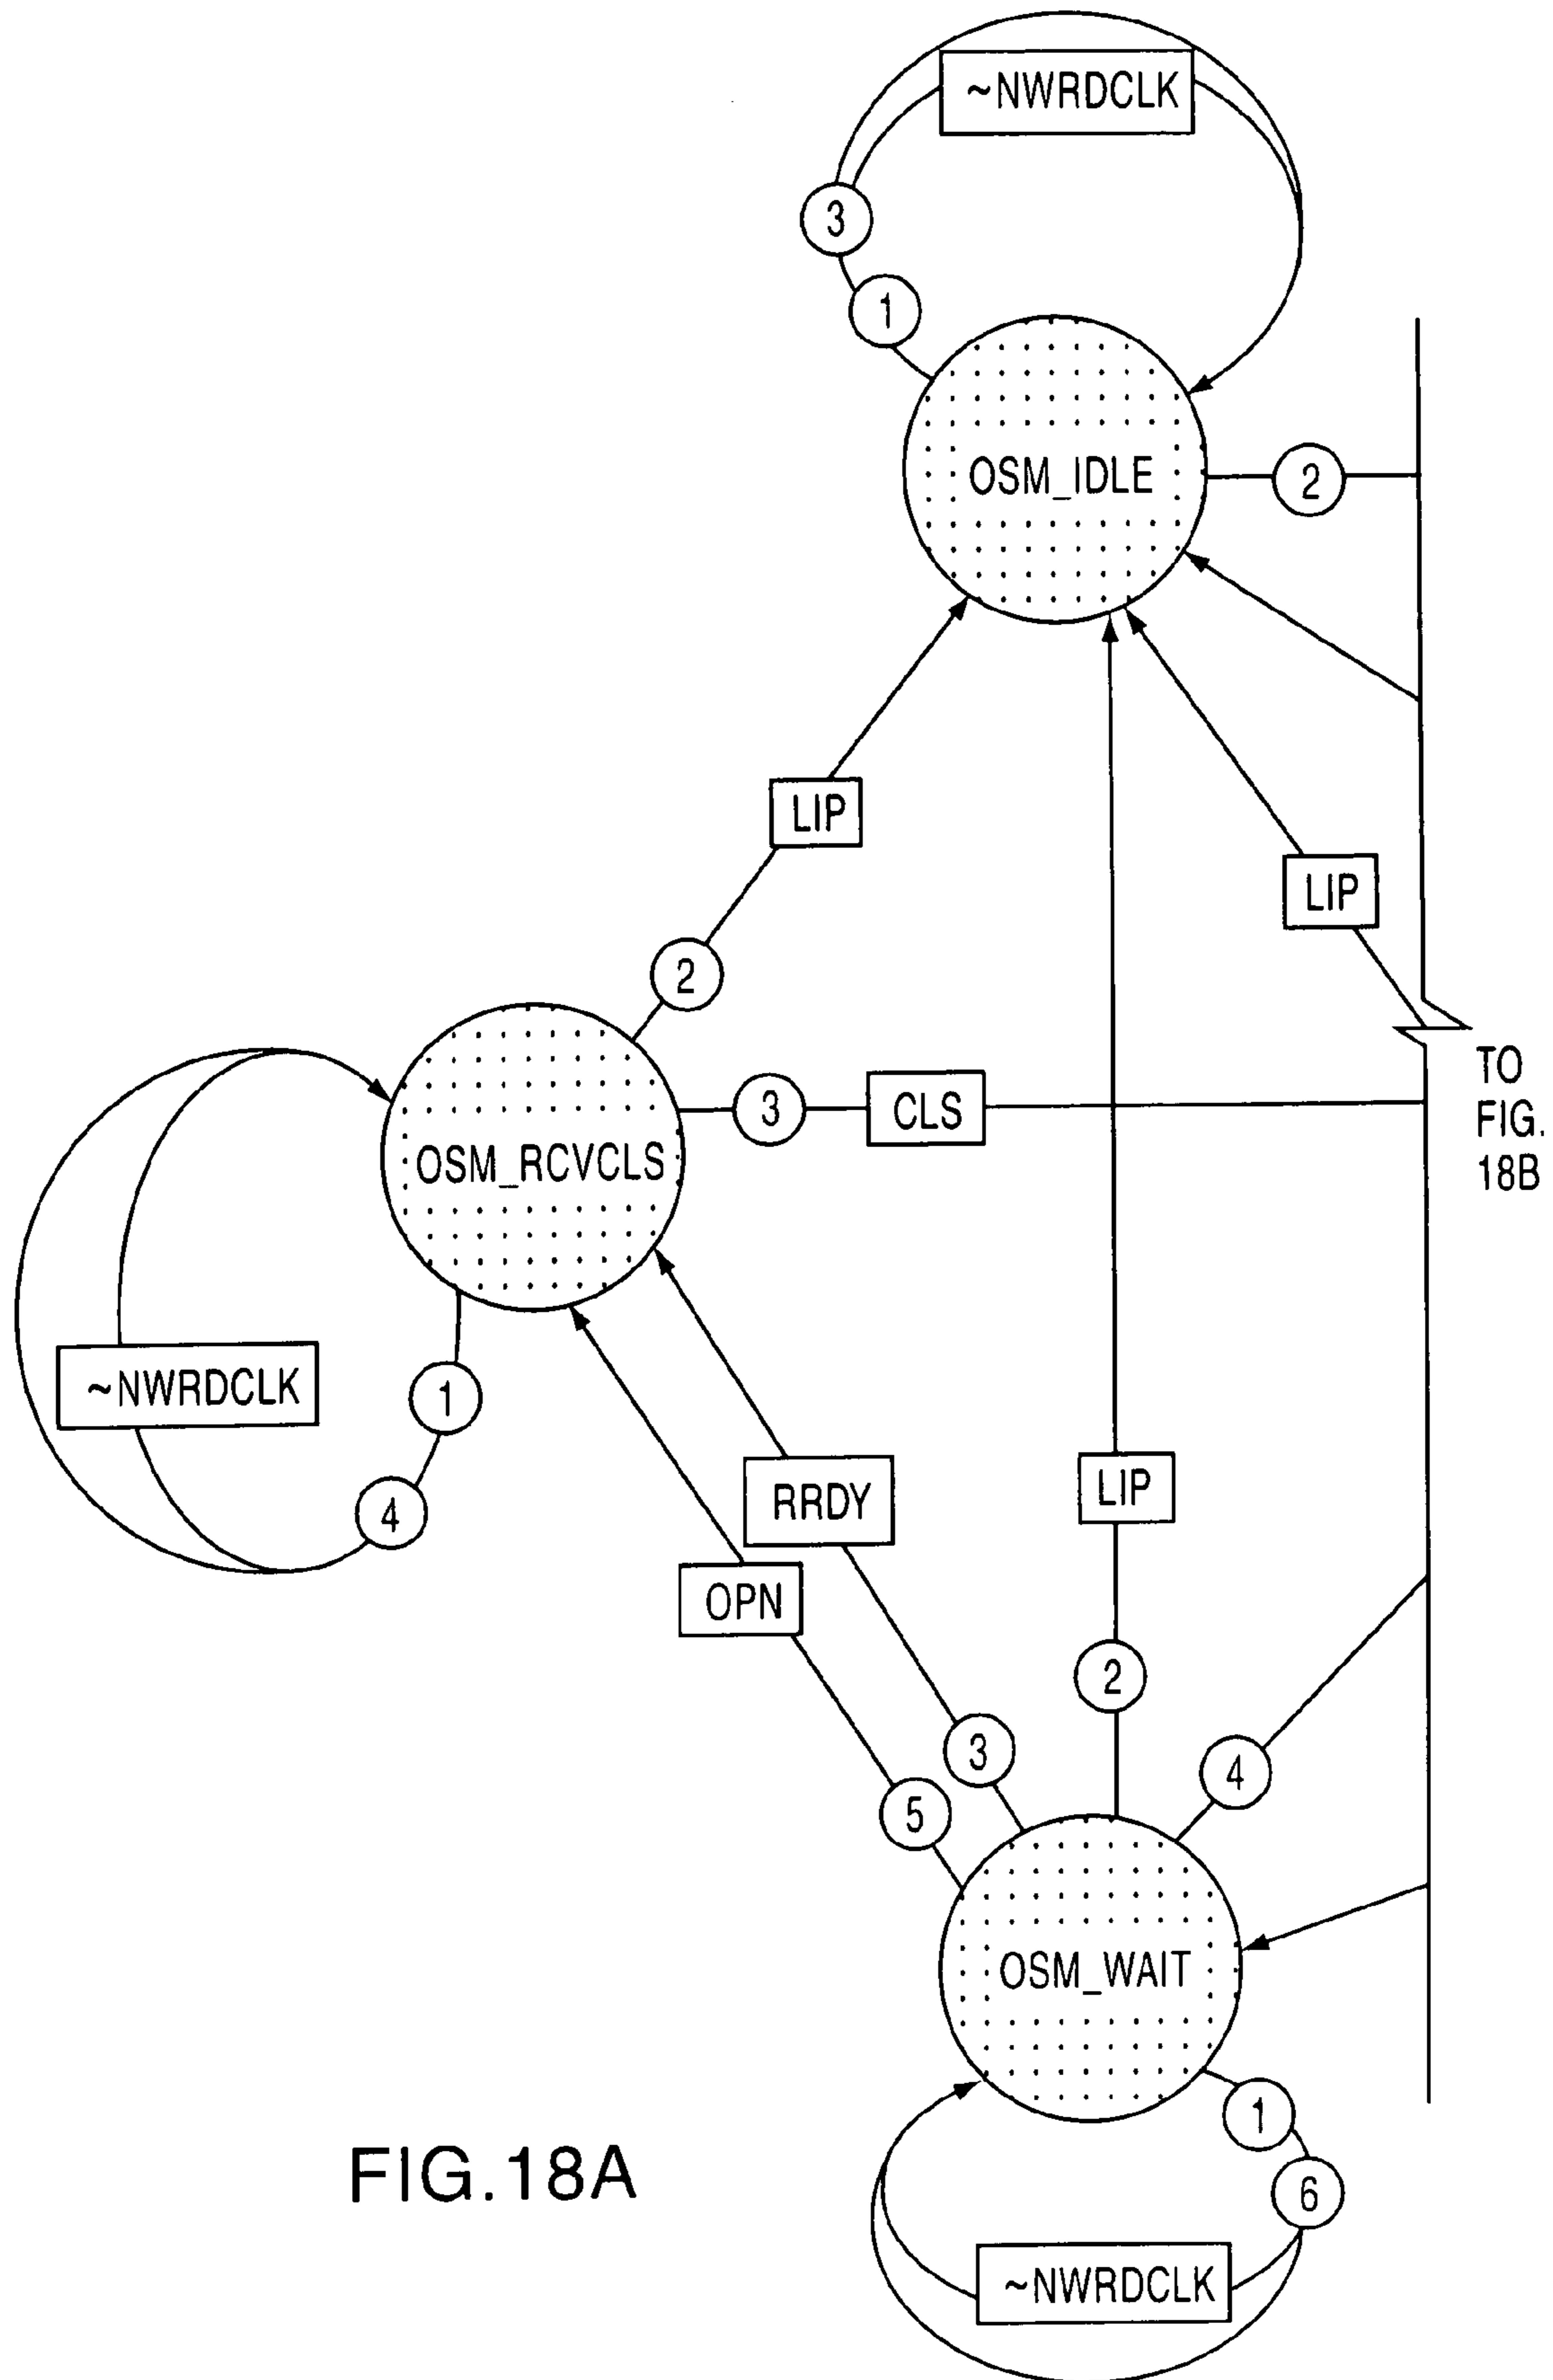 ~NWRDCLK
3
1
OSM_IDLE
2
LIP
LIP
2
TO
FIG.
18B
3
CLS
OSM_RCVCLS
~NWRDCLK
1
4
RRDY
LIP
OPN
2
3
4
5
OSM_WAIT
1
6
~NWRDCLK
FIG.18A